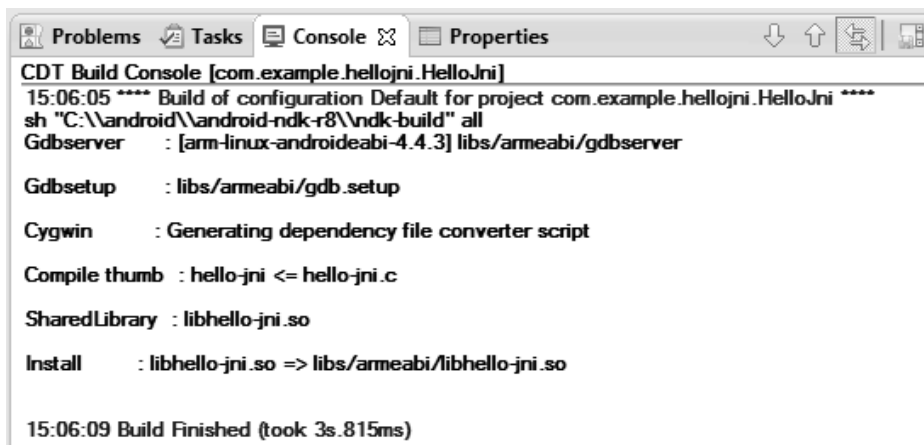 Problems Tasks Console Properties
CDT Build Console [com.example.hellojni.HelloJni]
15:06:05 **** Build of configuration Default for project com.example.hellojni.HelloJni ****
sh "C:\\android\\android-ndk-r8\\ndk-build" all
Gdbserver : [arm-linux-androideabi-4.4.3] libs/armeabi/gdbserver
Gdbsetup : libs/armeabi/gdb.setup
Cygwin : Generating dependency file converter script
Compile thumb : hello-jni <= hello-jni.c
SharedLibrary : libhello-jni.so
Install : libhello-jni.so => libs/armeabi/libhello-jni.so
15:06:09 Build Finished (took 3s.815ms)